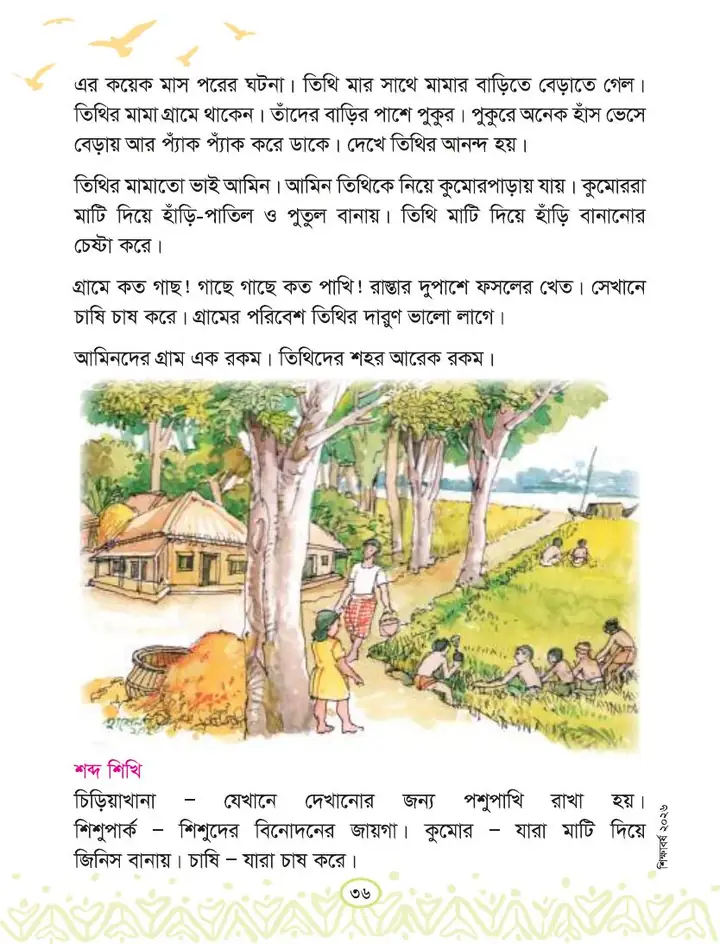 এর কয়েক মাস পরের ঘটনা। তিথি মার সাথে মামার বাড়িতে বেড়াতে গেল।
তিথির মামা গ্রামে থাকেন। তাঁদের বাড়ির পাশে পুকুর। পুকুরে অনেক হাঁস ভেসে
বেড়ায় আর প্যাঁক প্যাঁক করে ডাকে। দেখে তিথির আনন্দ হয়।
তিথির মামাতো ভাই আমিন। আমিন তিথিকে নিয়ে কুমোরপাড়ায় যায়। কুমোররা
মাটি দিয়ে হাঁড়ি-পাতিল ও পুতুল বানায়। তিথি মাটি দিয়ে হাঁড়ি বানানোর
চেষ্টা করে।
গ্রামে কত গাছ! গাছে গাছে কত পাখি! রাস্তার দুপাশে ফসলের খেত। সেখানে
চাষি চাষ করে। গ্রামের পরিবেশ তিথির দারুণ ভালো লাগে।
আমিনদের গ্রাম এক রকম। তিথিদের শহর আরেক রকম।
শব্দ শিখি
চিড়িয়াখানা – যেখানে দেখানোর জন্য পশুপাখি রাখা হয়।
শিশুপার্ক – শিশুদের বিনোদনের জায়গা। কুমোর – যারা মাটি দিয়ে
জিনিস বানায়। চাষি – যারা চাষ করে।
শিক্ষাবর্ষ ২০২৬
৩৬